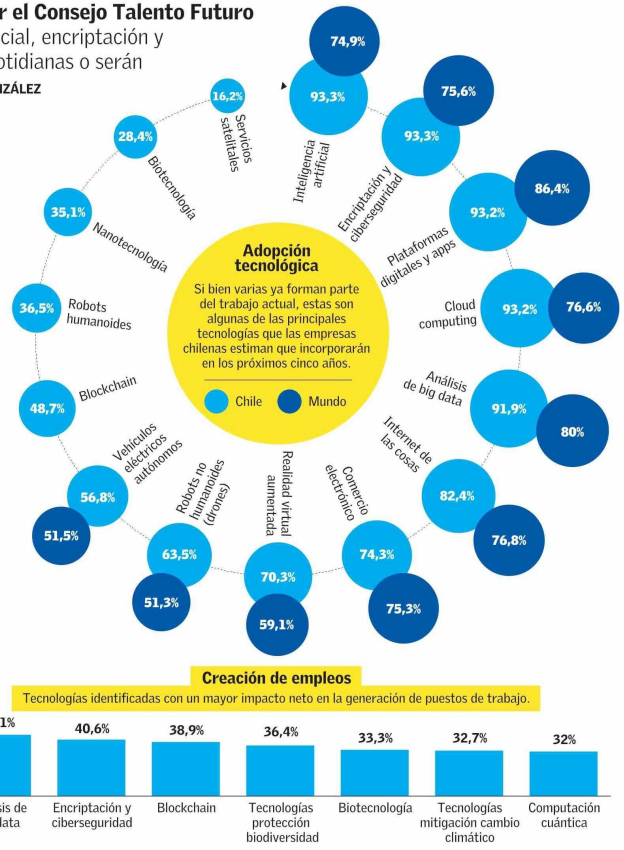 r el Consejo Talento Futuro
cial, encriptación y
otidianas o serán
NZÁLEZ
74,9%
93,3%
Inteligencia
artificial
75,6%
93,3%
Encriptación y
ciberseguridad
86,4%
93,2%
Plataformas
digitales y apps
93,2%
76,6%
Cloud
computing
91,9%
80%
Análisis
de big data
82,4%
76,8%
Internet de
las cosas
74,3%
75,3%
Comercio
electrónico
70,3%
59,1%
Realidad virtual
aumentada
63,5%
51,3%
Robots no
humanoides
(drones)
56,8%
51,5%
Vehículos
eléctricos
autónomos
48,7%
Blockchain
36,5%
Robots
humanoides
35,1%
Nanotecnología
28,4%
Biotecnología
16,2%
Servicios
satelitales
Adopción
tecnológica
Si bien varias ya forman parte
del trabajo actual, estas son
algunas de las principales
tecnologías que las empresas
chilenas estiman que incorporarán
en los próximos cinco años.
Chile
Mundo
Creación de empleos
Tecnologías identificadas con un mayor impacto neto en la generación de puestos de trabajo.
1%
sis de
data
40,6%
Encriptación y
ciberseguridad
38,9%
Blockchain
36,4%
Tecnologías
protección
biodiversidad
33,3%
Biotecnología
32,7%
Tecnologías
mitigación cambio
climático
32%
Computación
cuántica